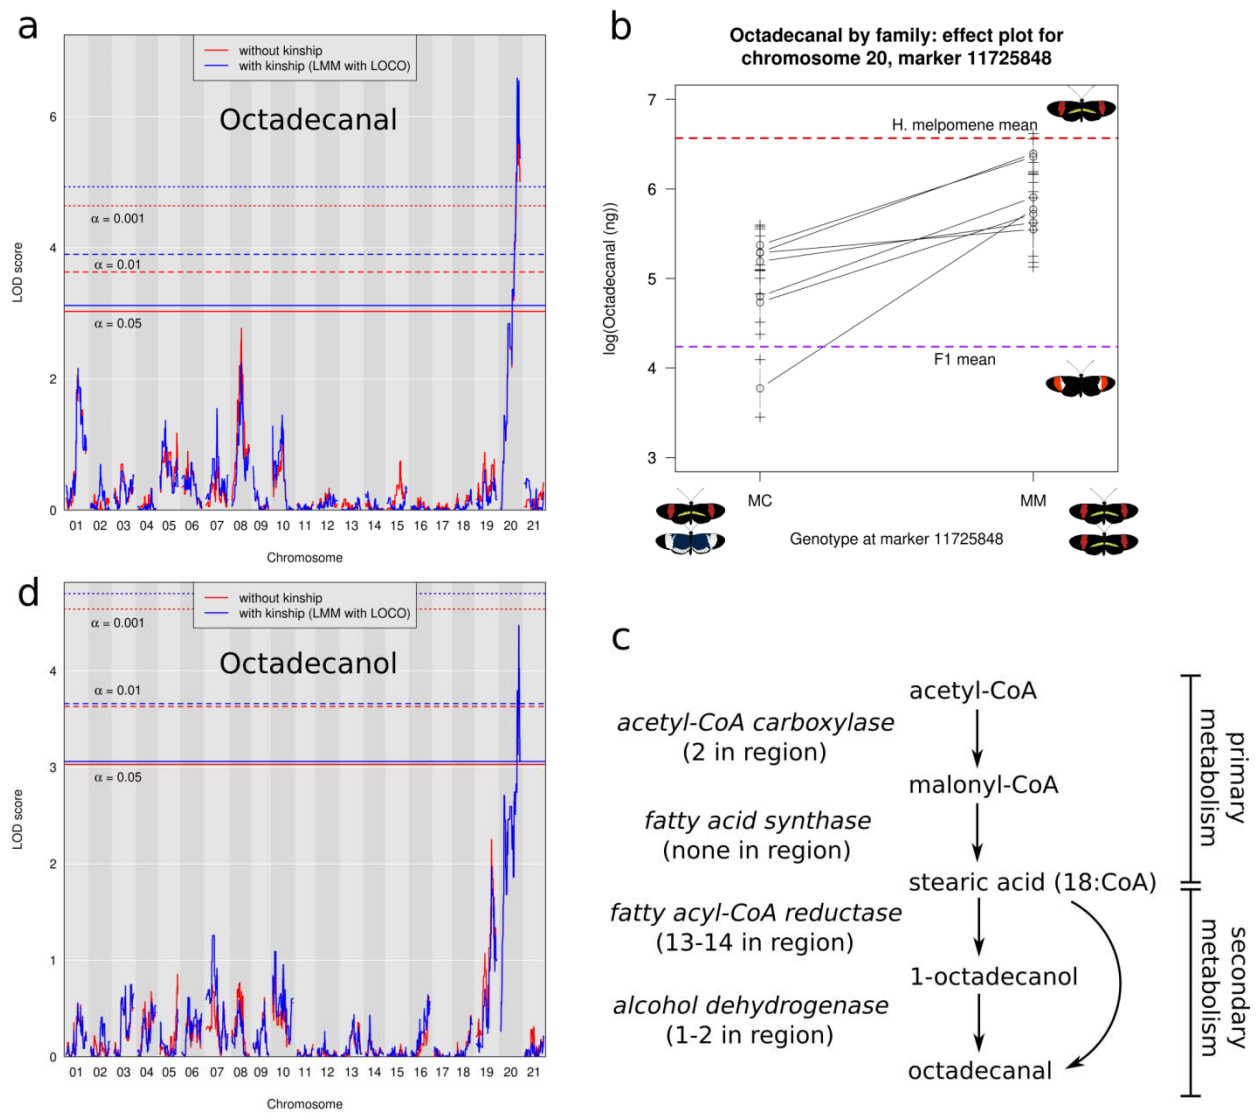 a
without kinship
with kinship (LMM with LOCO)
Octadecanal
6
4
2
0
LOD score
α = 0.001
α = 0.01
α = 0.05
01 02 03 04 05 06 07 08 09 10 11 12 13 14 15 16 17 18 19 20 21
Chromosome
b
Octadecanal by family: effect plot for
chromosome 20, marker 11725848
7
6
5
4
3
log(Octadecanal (ng))
H. melpomene mean
F1 mean
MC
MM
Genotype at marker 11725848
d
without kinship
with kinship (LMM with LOCO)
Octadecanol
4
3
2
1
0
LOD score
α = 0.001
α = 0.01
α = 0.05
01 02 03 04 05 06 07 08 09 10 11 12 13 14 15 16 17 18 19 20 21
Chromosome
c
acetyl-CoA
acetyl-CoA carboxylase
(2 in region)
malonyl-CoA
fatty acid synthase
(none in region)
stearic acid (18:CoA)
fatty acyl-CoA reductase
(13-14 in region)
1-octadecanol
alcohol dehydrogenase
(1-2 in region)
octadecanal
primary
metabolism
secondary
metabolism